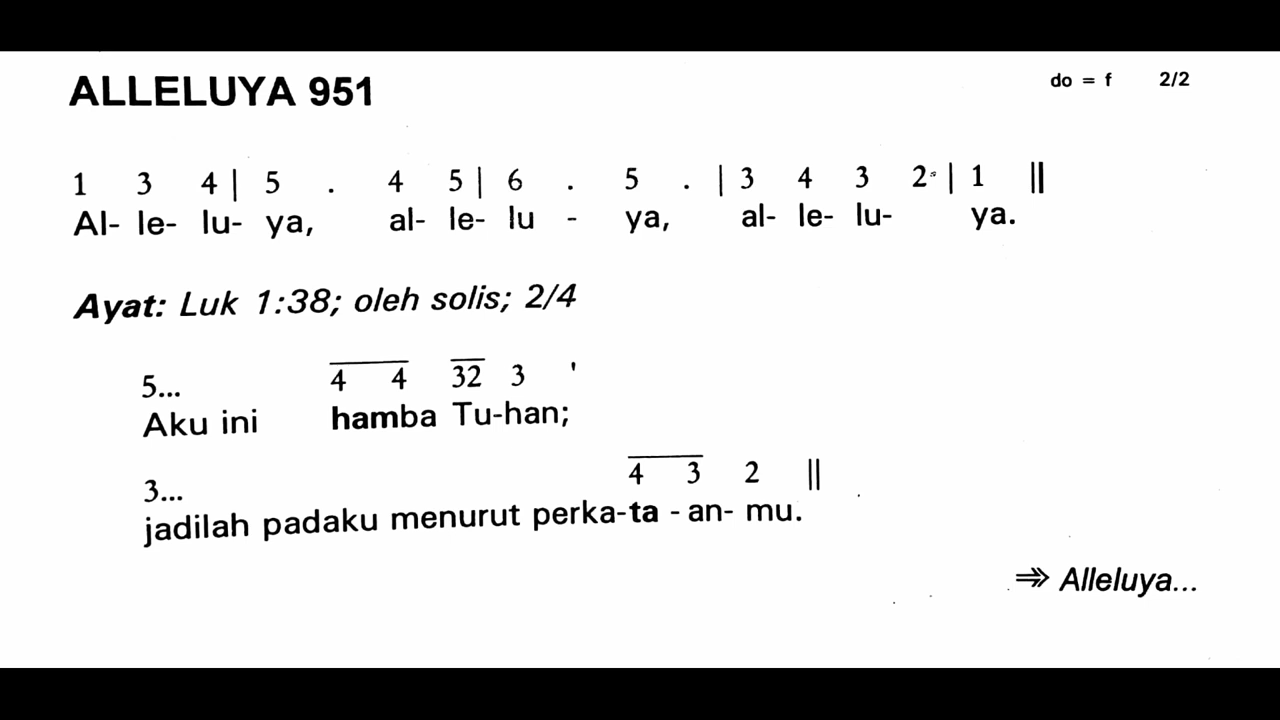 ALLELUYA 951 do = f 2/2
1 3 4 | 5 . 4 5 | 6 . 5 . | 3 4 3 2 | 1 ||
Al- le- lu- ya, al- le- lu - ya, al- le- lu- ya.
Ayat: Luk 1:38; oleh solis; 2/4
5... 4 4 32 3 '
Aku ini hamba Tu-han;
3... 4 3 2 ||
jadilah padaku menurut perka-ta - an- mu.
⇒ Alleluya...